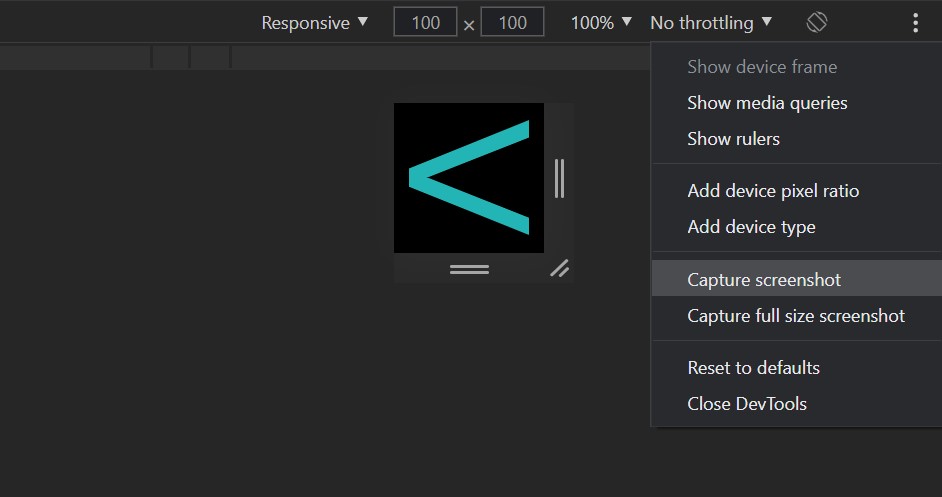 Responsive ▼ 100 × 100 100% ▼ No throttling ▼
Show device frame
Show media queries
Show rulers
Add device pixel ratio
Add device type
Capture screenshot
Capture full size screenshot
Reset to defaults
Close DevTools
<